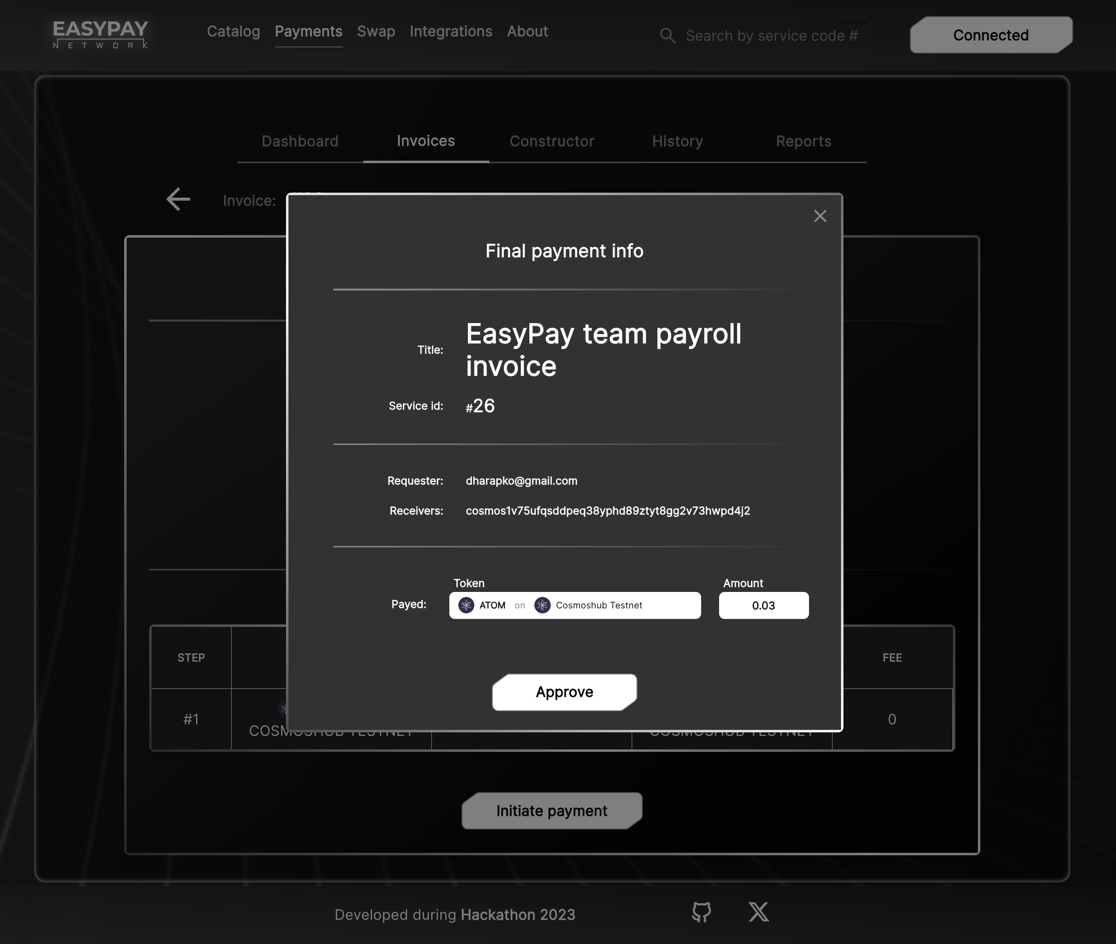 EASYPAY
NETWORK
Catalog Payments Swap Integrations About
Search by service code #
Connected
Dashboard Invoices Constructor History Reports
Invoice:
Final payment info
Title: EasyPay team payroll
invoice
Service id: #26
Requester: dharapko@gmail.com
Receivers: cosmos1v75ufqsddpeq38yphd89ztyt8gg2v73hwpd4j2
Token Amount
Payed: ATOM on Cosmoshub Testnet 0.03
Approve
STEP FEE
#1 COSMOSHUB TESTNET COSMOSHUB TESTNET 0
Initiate payment
Developed during Hackathon 2023